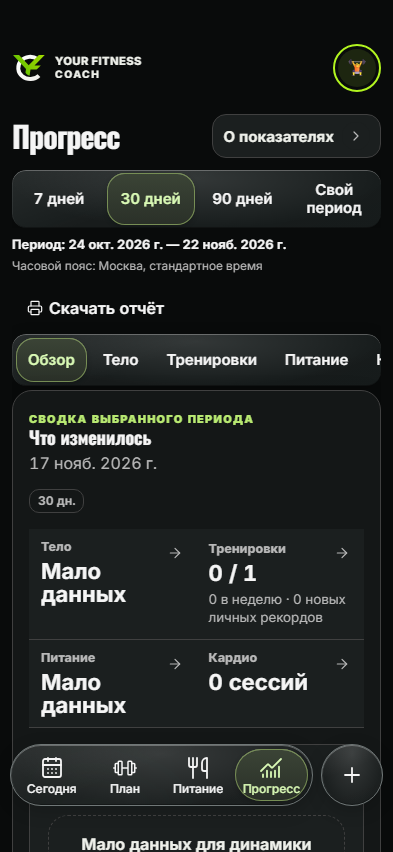 YOUR FITNESS
COACH
Прогресс
О показателях
7 дней
30 дней
90 дней
Свой
период
Период: 24 окт. 2026 г. — 22 нояб. 2026 г.
Часовой пояс: Москва, стандартное время
Скачать отчёт
Обзор
Тело
Тренировки
Питание
СВОДКА ВЫБРАННОГО ПЕРИОДА
Что изменилось
17 нояб. 2026 г.
30 дн.
Тело
Мало
данных
Тренировки
0 / 1
0 в неделю · 0 новых
личных рекордов
Питание
Мало
данных
Кардио
0 сессий
Сегодня
План
Питание
Прогресс
Мало данных для динамики